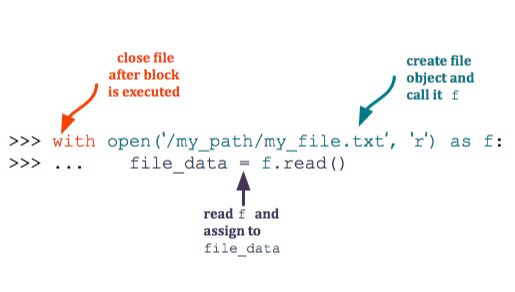 close file
after block
is executed
create file
object and
call it f
>>> with open('/my_path/my_file.txt', 'r') as f:
>>> ... file_data = f.read()
read f and
assign to
file_data